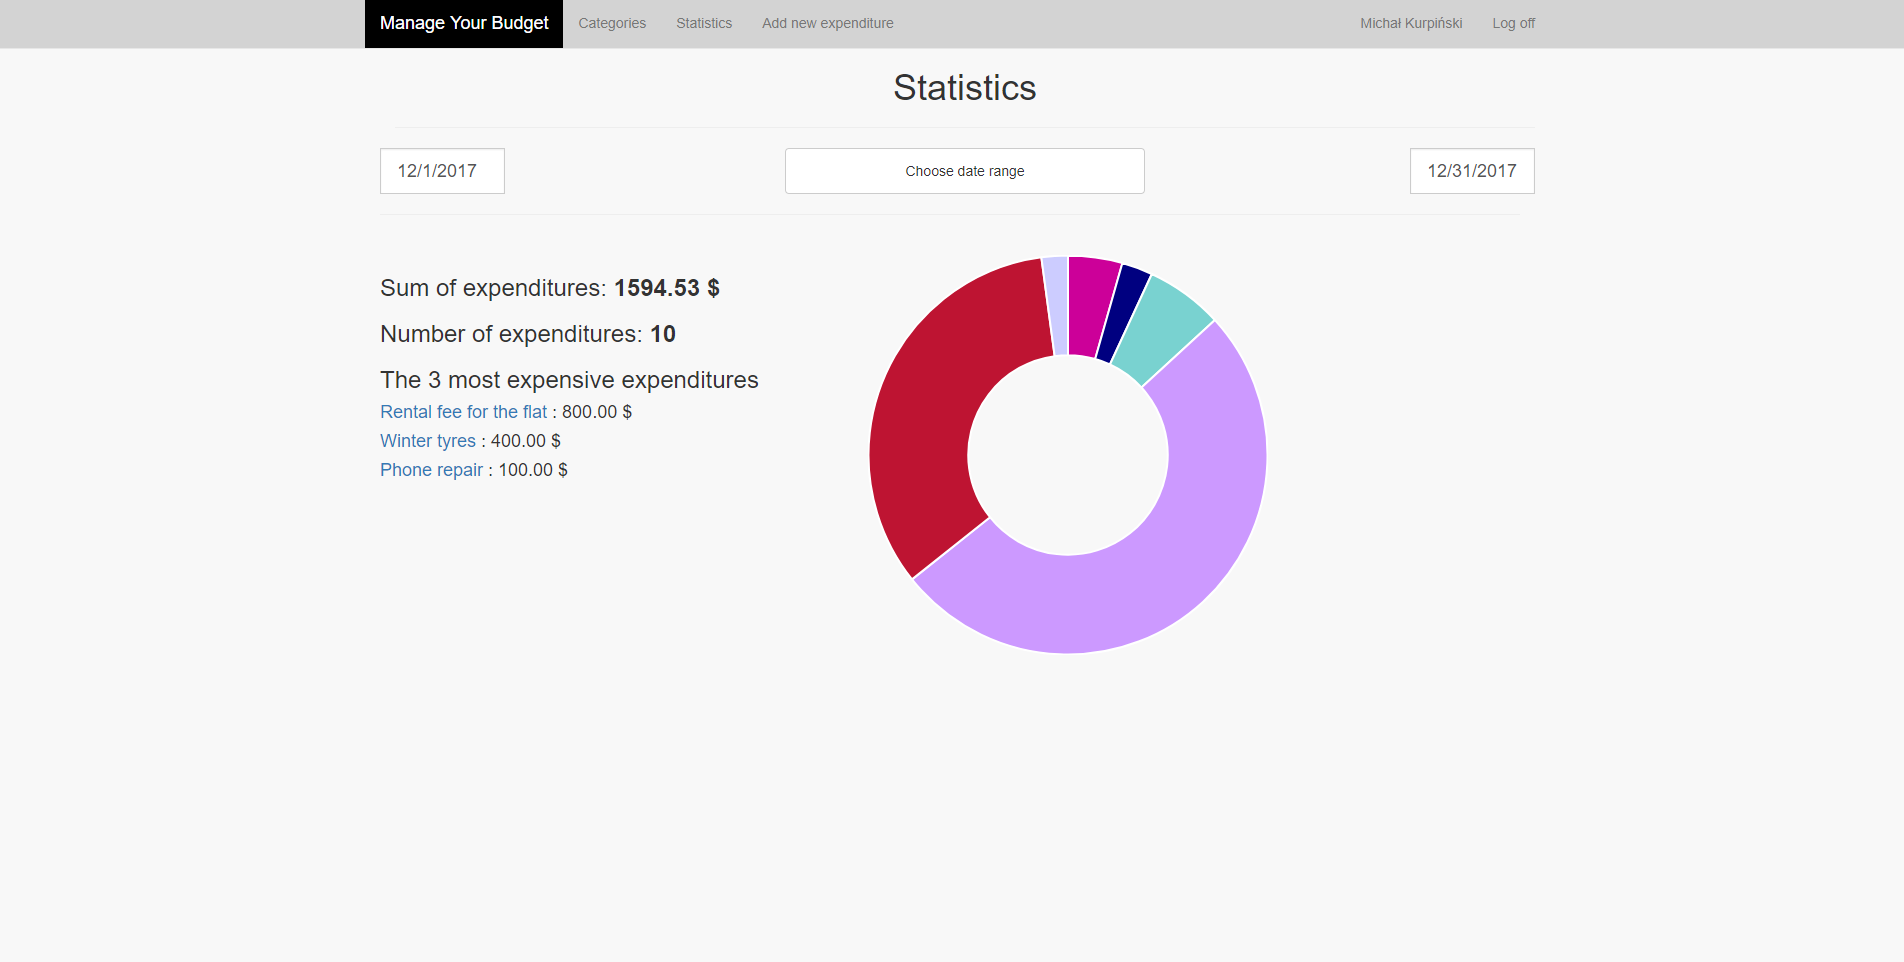 Manage Your Budget Categories Statistics Add new expenditure Michał Kurpiński Log off
Statistics
12/1/2017 Choose date range 12/31/2017
Sum of expenditures: 1594.53 $
Number of expenditures: 10
The 3 most expensive expenditures
Rental fee for the flat : 800.00 $
Winter tyres : 400.00 $
Phone repair : 100.00 $